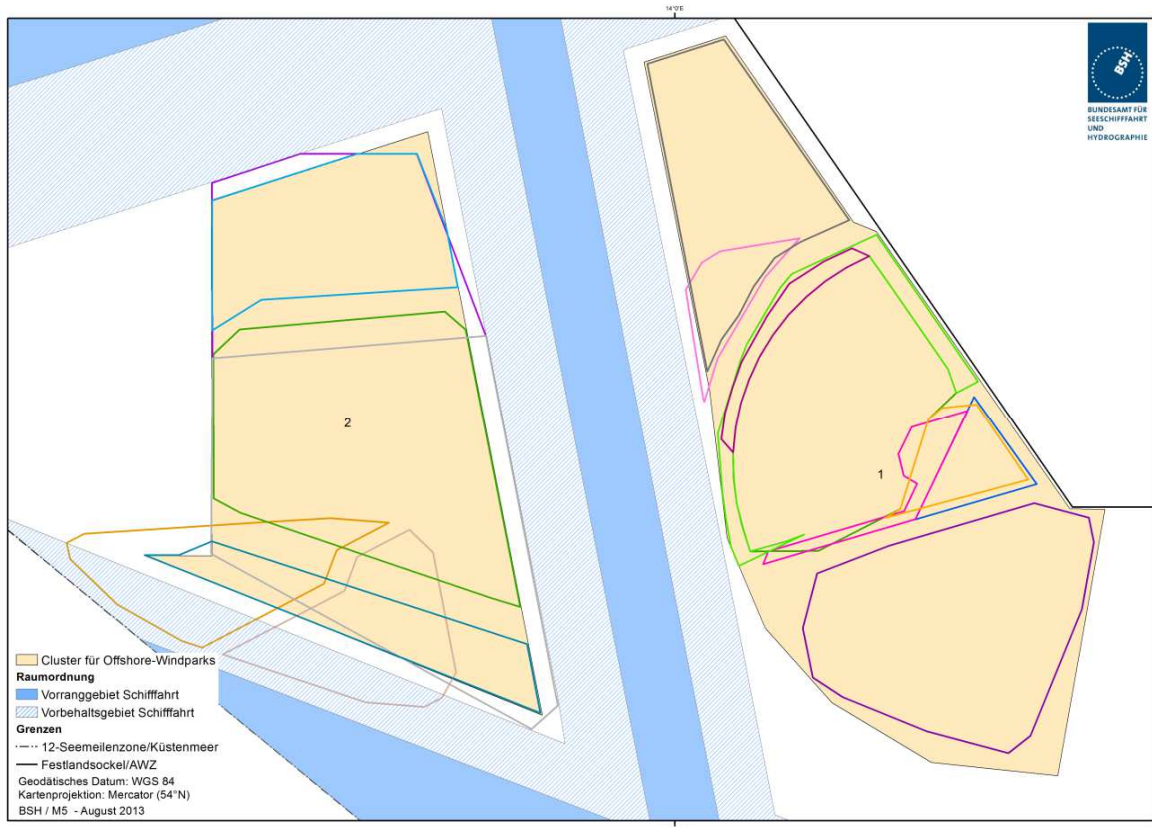 14°0'E
BSH
BUNDESAMT FÜR
SEESCHIFFFAHRT
UND
HYDROGRAPHIE
2
1
Cluster für Offshore-Windparks
Raumordnung
Vorranggebiet Schifffahrt
Vorbehaltsgebiet Schifffahrt
Grenzen
12-Seemeilenzone/Küstenmeer
Festlandsockel/AWZ
Geodätisches Datum: WGS 84
Kartenprojektion: Mercator (54°N)
BSH / M5 - August 2013